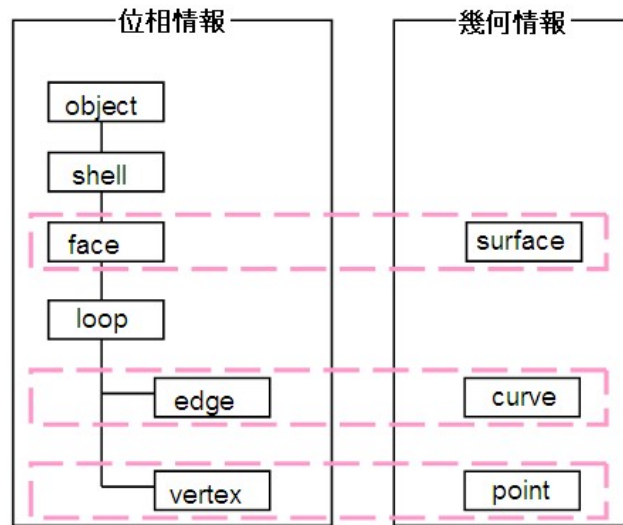 位相情報
幾何情報
object
shell
face
surface
loop
edge
curve
vertex
point